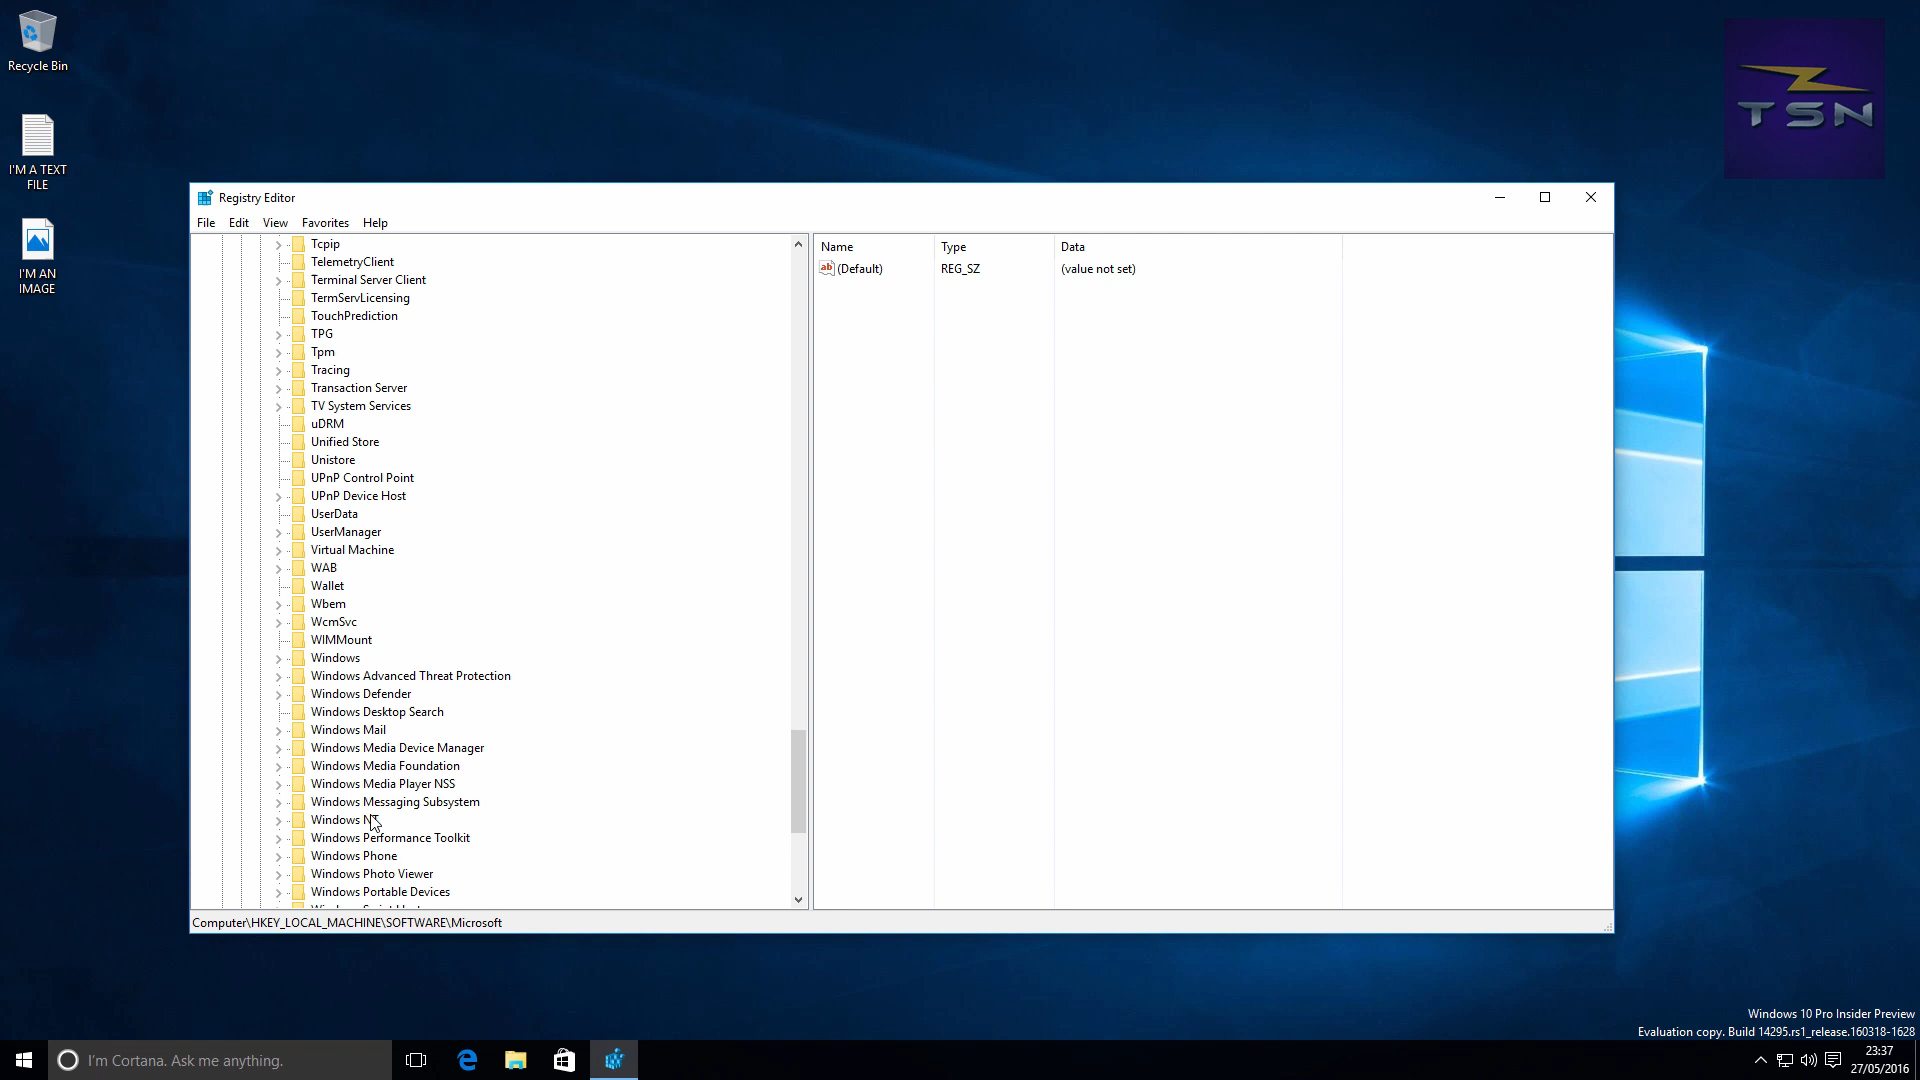 Recycle Bin
I'M A TEXT
FILE
I'M AN
IMAGE
TSN
Registry Editor
File Edit View Favorites Help
Tcpip
TelemetryClient
Terminal Server Client
TermServLicensing
TouchPrediction
TPG
Tpm
Tracing
Transaction Server
TV System Services
uDRM
Unified Store
Unistore
UPnP Control Point
UPnP Device Host
UserData
UserManager
Virtual Machine
WAB
Wallet
Wbem
WcmSvc
WIMMount
Windows
Windows Advanced Threat Protection
Windows Defender
Windows Desktop Search
Windows Mail
Windows Media Device Manager
Windows Media Foundation
Windows Media Player NSS
Windows Messaging Subsystem
Windows NT
Windows Performance Toolkit
Windows Phone
Windows Photo Viewer
Windows Portable Devices
Name Type Data
ab (Default) REG_SZ (value not set)
Computer\HKEY_LOCAL_MACHINE\SOFTWARE\Microsoft
Windows 10 Pro Insider Preview
Evaluation copy. Build 14295.rs1_release.160318-1628
I'm Cortana. Ask me anything.
23:37
27/05/2016